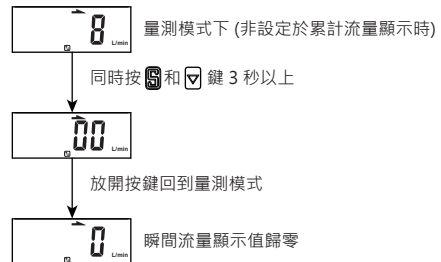 8 L/min
量測模式下 (非設定於累計流量顯示時)
同時按 S 和 ▽ 鍵 3 秒以上
00 L/min
放開按鍵回到量測模式
0 L/min
瞬間流量顯示值歸零